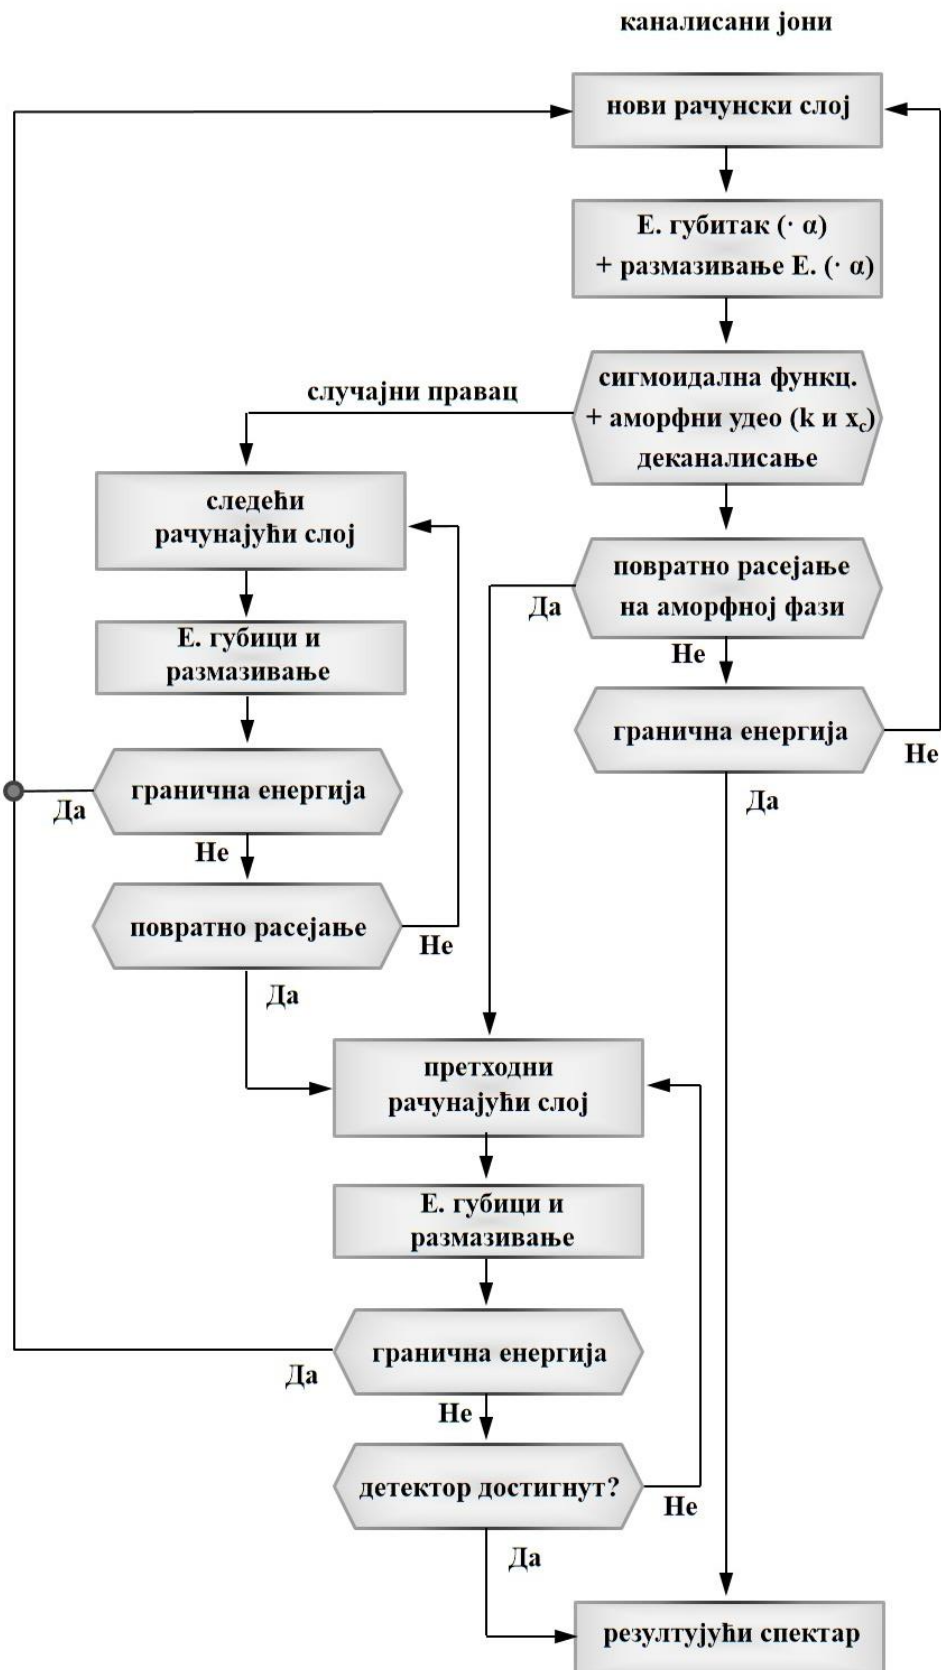 каналисани јони
нови рачунски слој
Е. губитак (· α)
+ размазивање Е. (· α)
сигмоидална функц.
+ аморфни удео (k и xc)
деканалисање
случајни правац
следећи
рачунајући слој
повратно расејање
на аморфној фази
Да
Не
Е. губици и
размазивање
гранична енергија
Не
Да
гранична енергија
Да
Не
повратно расејање
Не
Да
претходни
рачунајући слој
Е. губици и
размазивање
гранична енергија
Да
Не
детектор достигнут?
Не
Да
резултујући спектар